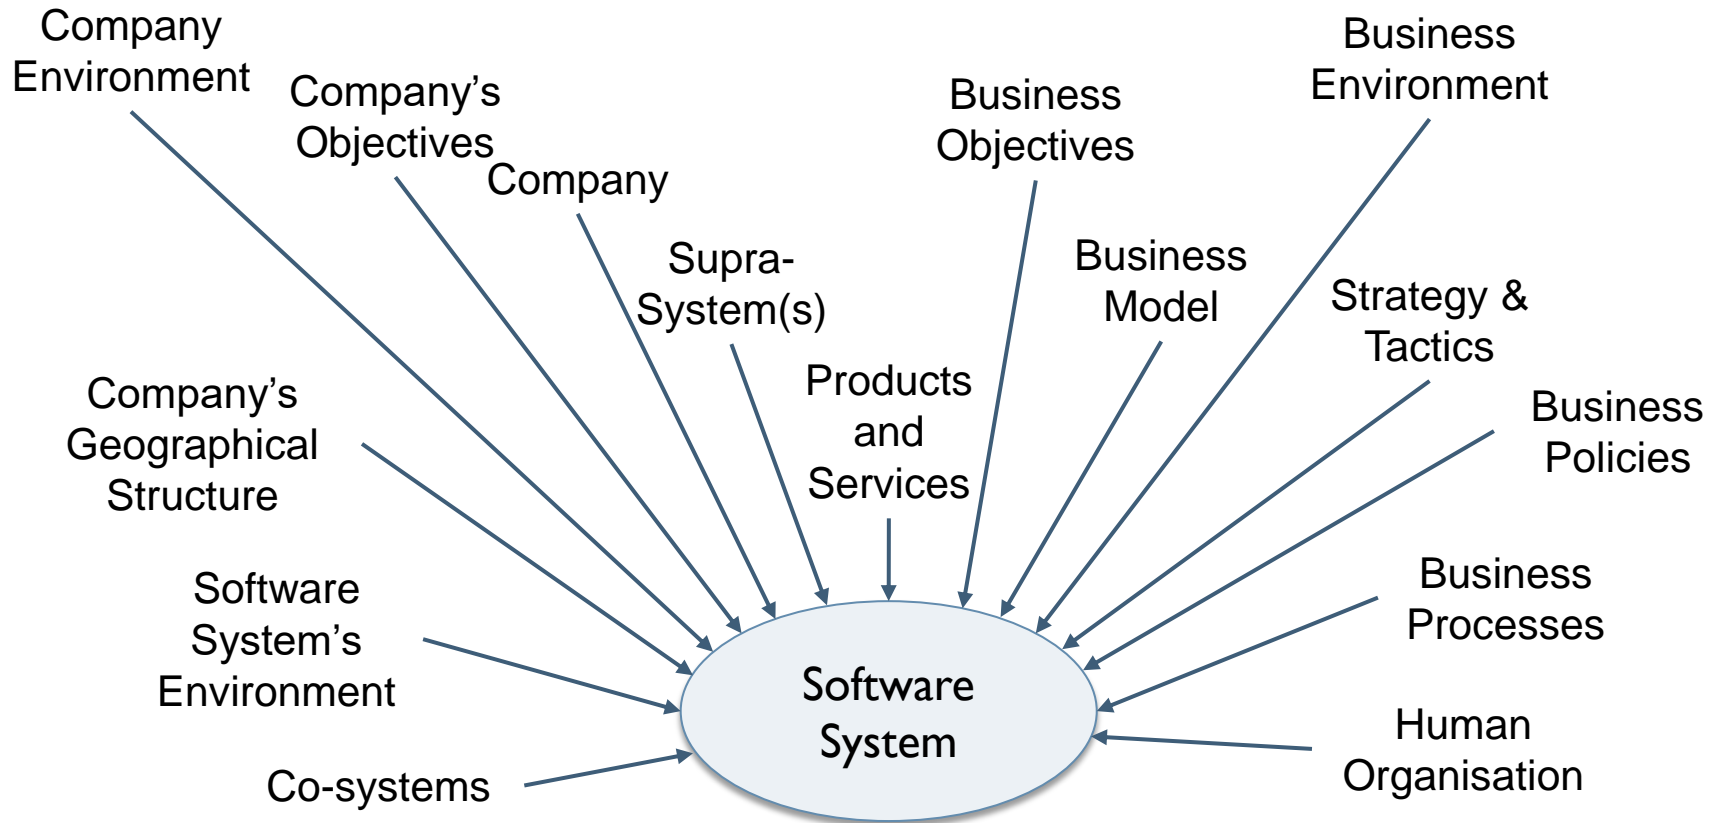 Company
Environment
Company’s
Objectives
Company
Supra-
System(s)
Products
and
Services
Business
Objectives
Business
Model
Business
Environment
Strategy &
Tactics
Business
Policies
Business
Processes
Human
Organisation
Company’s
Geographical
Structure
Software
System’s
Environment
Co-systems
Software
System